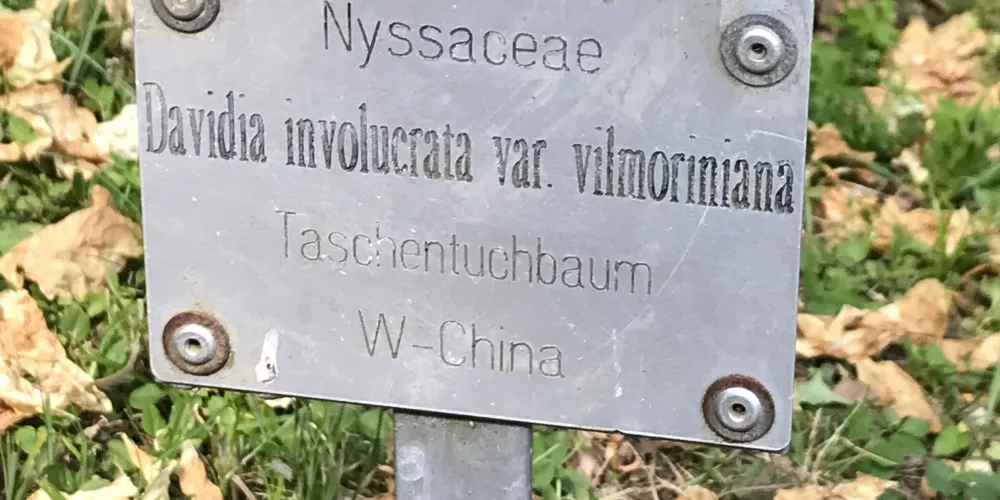 Nyssaceae
Davidia involucrata var. vilmoriniana
Taschentuchbaum
W-China